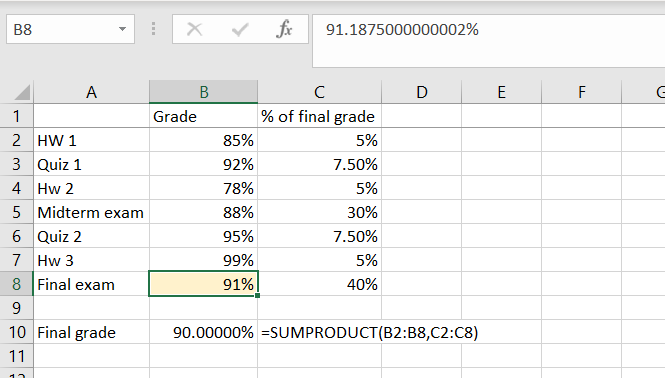 B8 fx 91.1875000000002%
A B C D E F
1 Grade % of final grade
2 HW 1 85% 5%
3 Quiz 1 92% 7.50%
4 Hw 2 78% 5%
5 Midterm exam 88% 30%
6 Quiz 2 95% 7.50%
7 Hw 3 99% 5%
8 Final exam 91% 40%
9
10 Final grade 90.00000% =SUMPRODUCT(B2:B8,C2:C8)
11